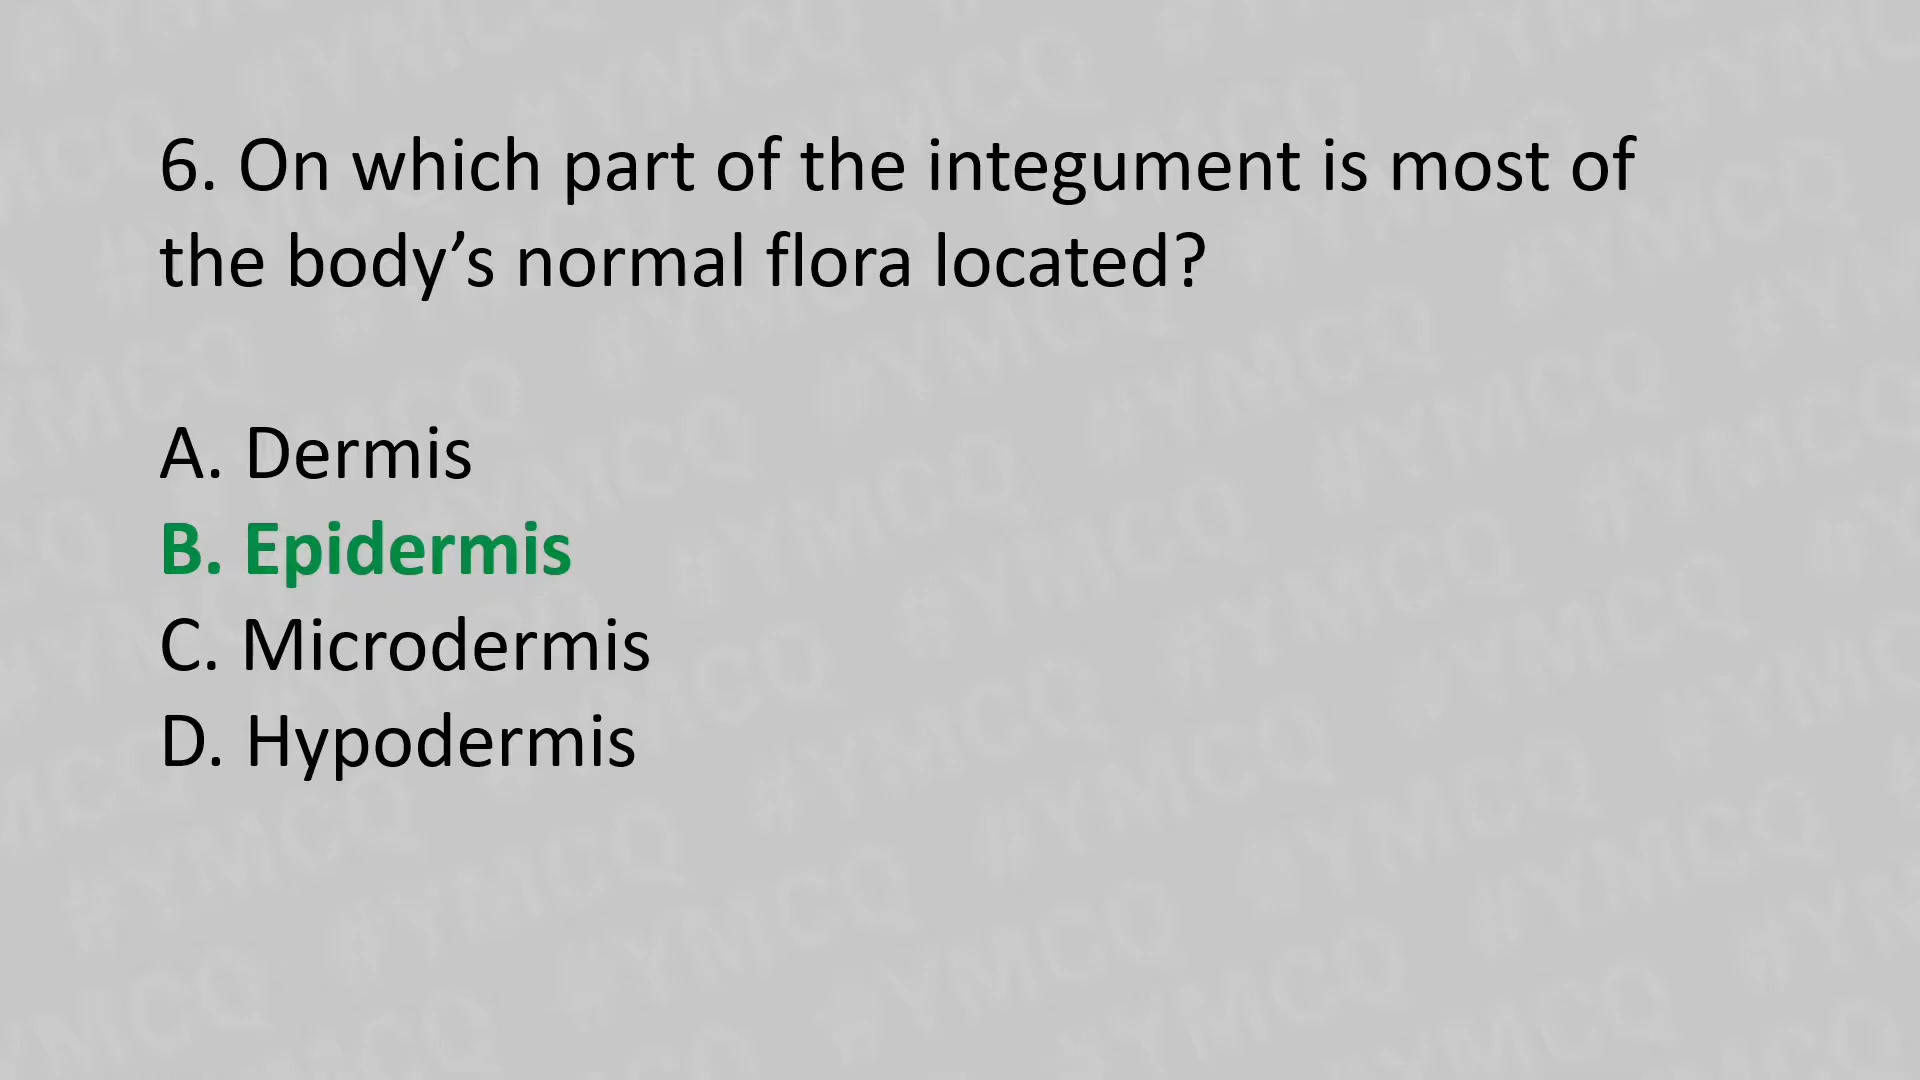 6. On which part of the integument is most of
the body’s normal flora located?
A. Dermis
B. Epidermis
C. Microdermis
D. Hypodermis
#YMCQ